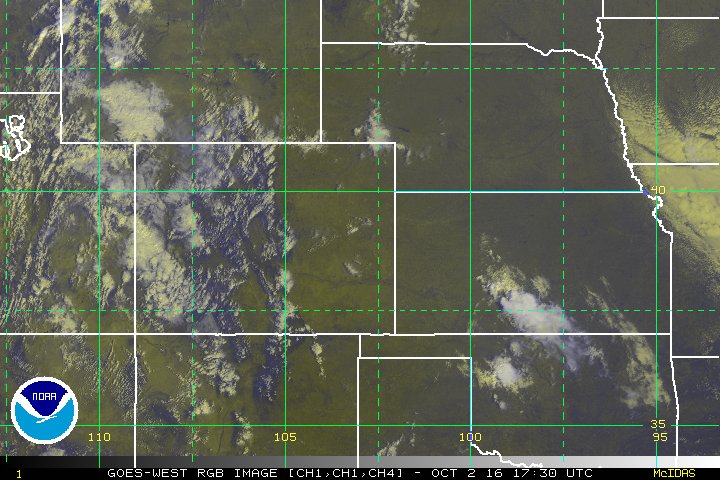 40
NOAA
35
110 105 100 95
1 GOES-WEST RGB IMAGE [CH1,CH1,CH4] - OCT 2 16 17:30 UTC McIDAS